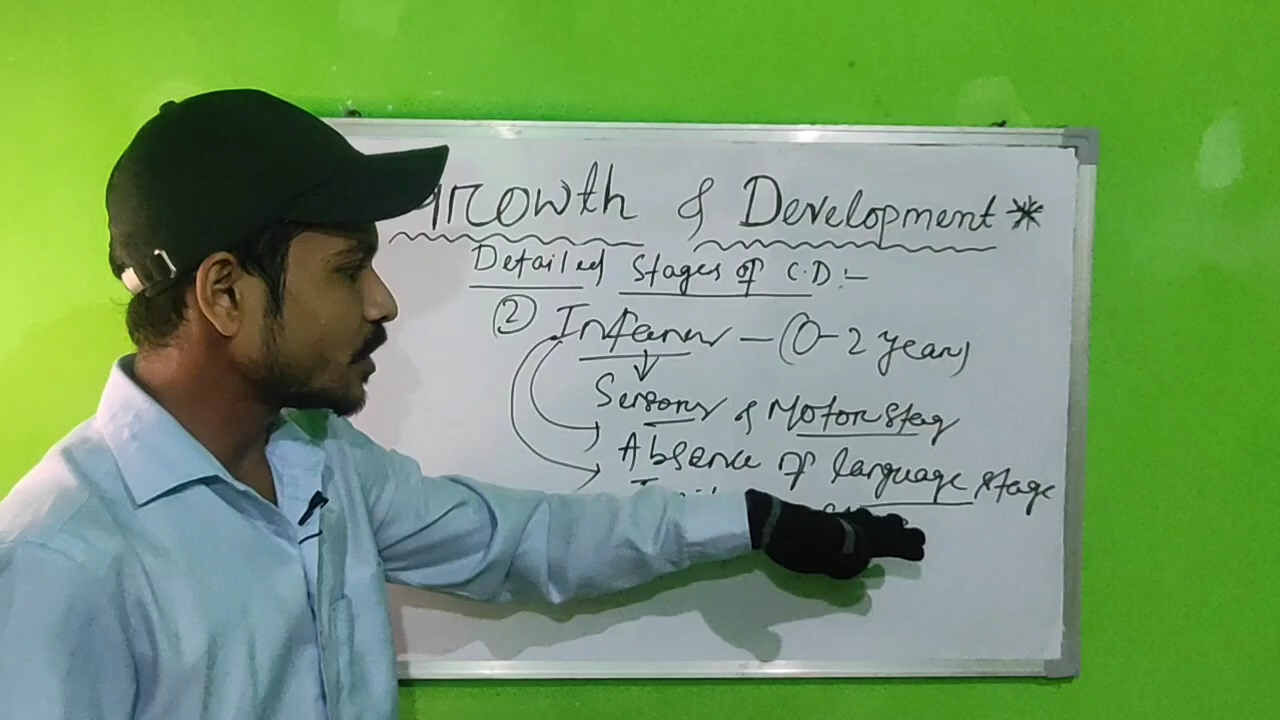 Growth & Development *
Detailed Stages of C.D :-
② Infancy - (0-2 years)
Sensory & Motor stage
Absence of language stage